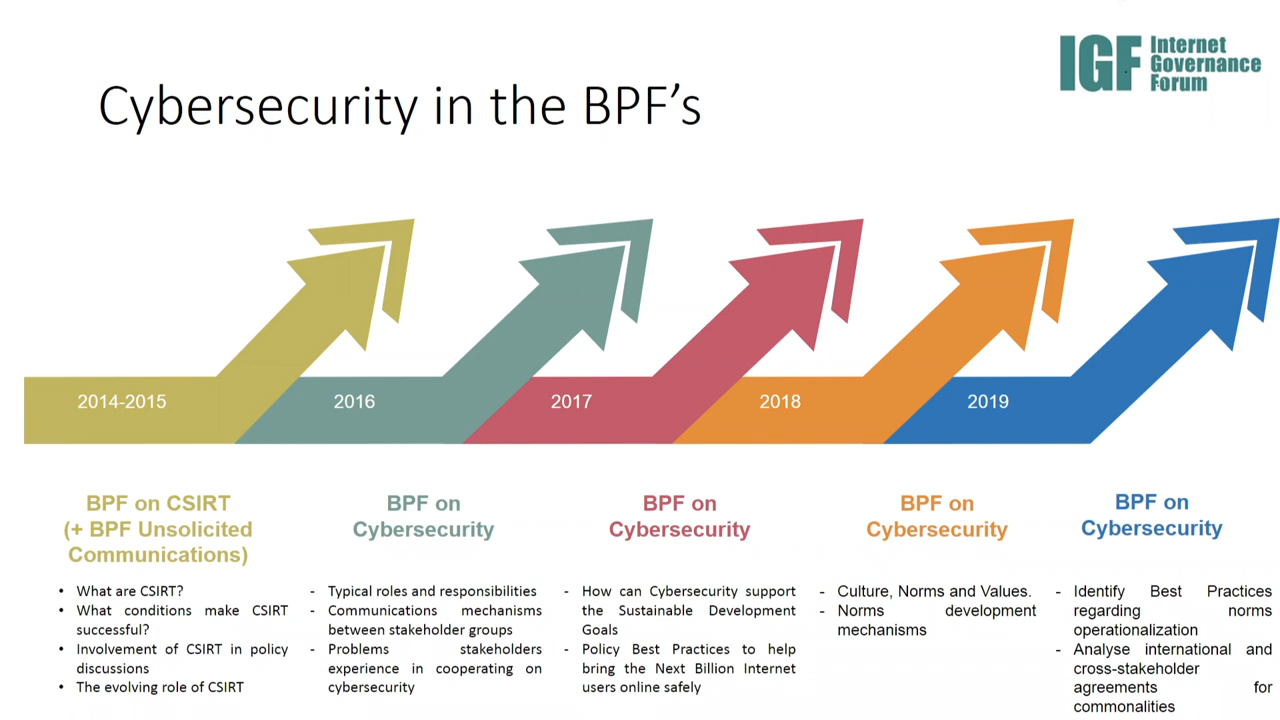 IGF Internet
Governance
Forum
Cybersecurity in the BPF’s
2014-2015
2016
2017
2018
2019
BPF on CSIRT
(+ BPF Unsolicited
Communications)
• What are CSIRT?
• What conditions make CSIRT
successful?
• Involvement of CSIRT in policy
discussions
• The evolving role of CSIRT
BPF on
Cybersecurity
- Typical roles and responsibilities
- Communications mechanisms
between stakeholder groups
- Problems stakeholders
experience in cooperating on
cybersecurity
BPF on
Cybersecurity
- How can Cybersecurity support
the Sustainable Development
Goals
- Policy Best Practices to help
bring the Next Billion Internet
users online safely
BPF on
Cybersecurity
- Culture, Norms and Values.
- Norms development
mechanisms
BPF on
Cybersecurity
- Identify Best Practices
regarding norms
operationalization
- Analyse international and
cross-stakeholder
agreements for
commonalities